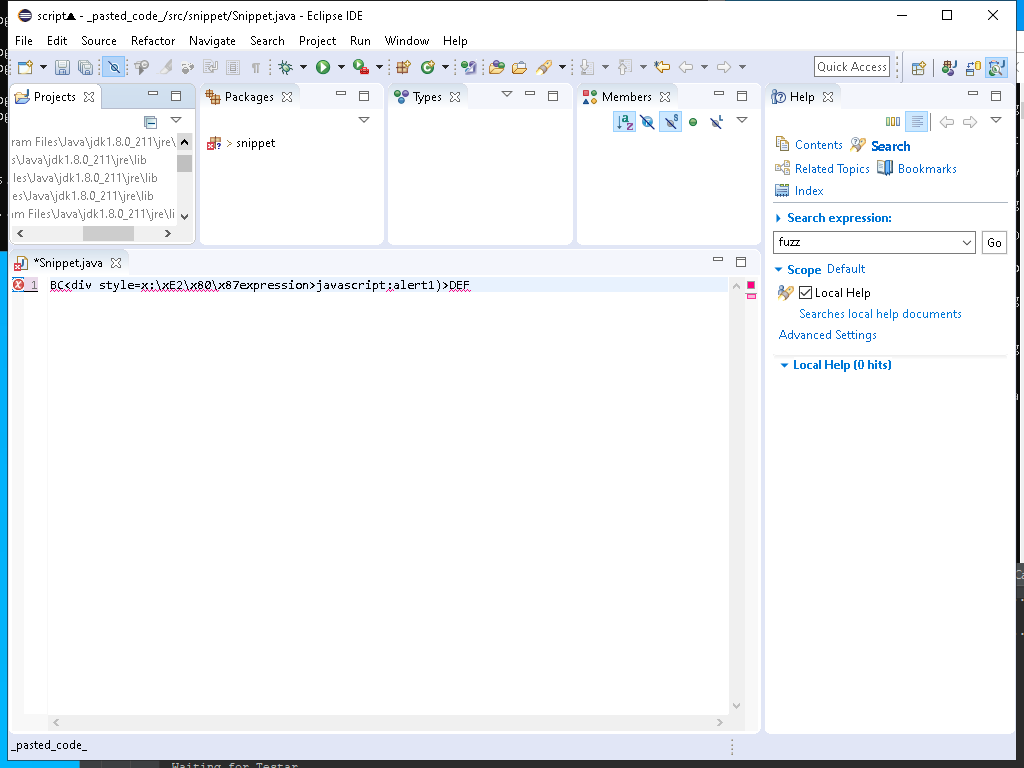 script▲ - _pasted_code_/src/snippet/Snippet.java - Eclipse IDE
File Edit Source Refactor Navigate Search Project Run Window Help
Quick Access
Projects
ram Files\Java\jdk1.8.0_211\jre\
s\Java\jdk1.8.0_211\jre\lib
les\Java\jdk1.8.0_211\jre\lib
es\Java\jdk1.8.0_211\jre\lib
am Files\Java\jdk1.8.0_211\jre\li
Packages
> snippet
Types
Members
Help
Contents Search
Related Topics Bookmarks
Index
Search expression:
fuzz
Go
Scope Default
Local Help
Searches local help documents
Advanced Settings
Local Help (0 hits)
*Snippet.java
1 BC<div style=x:\xE2\x80\x87expression>javascript;alert1)>DEF
_pasted_code_
Waiting for Testar